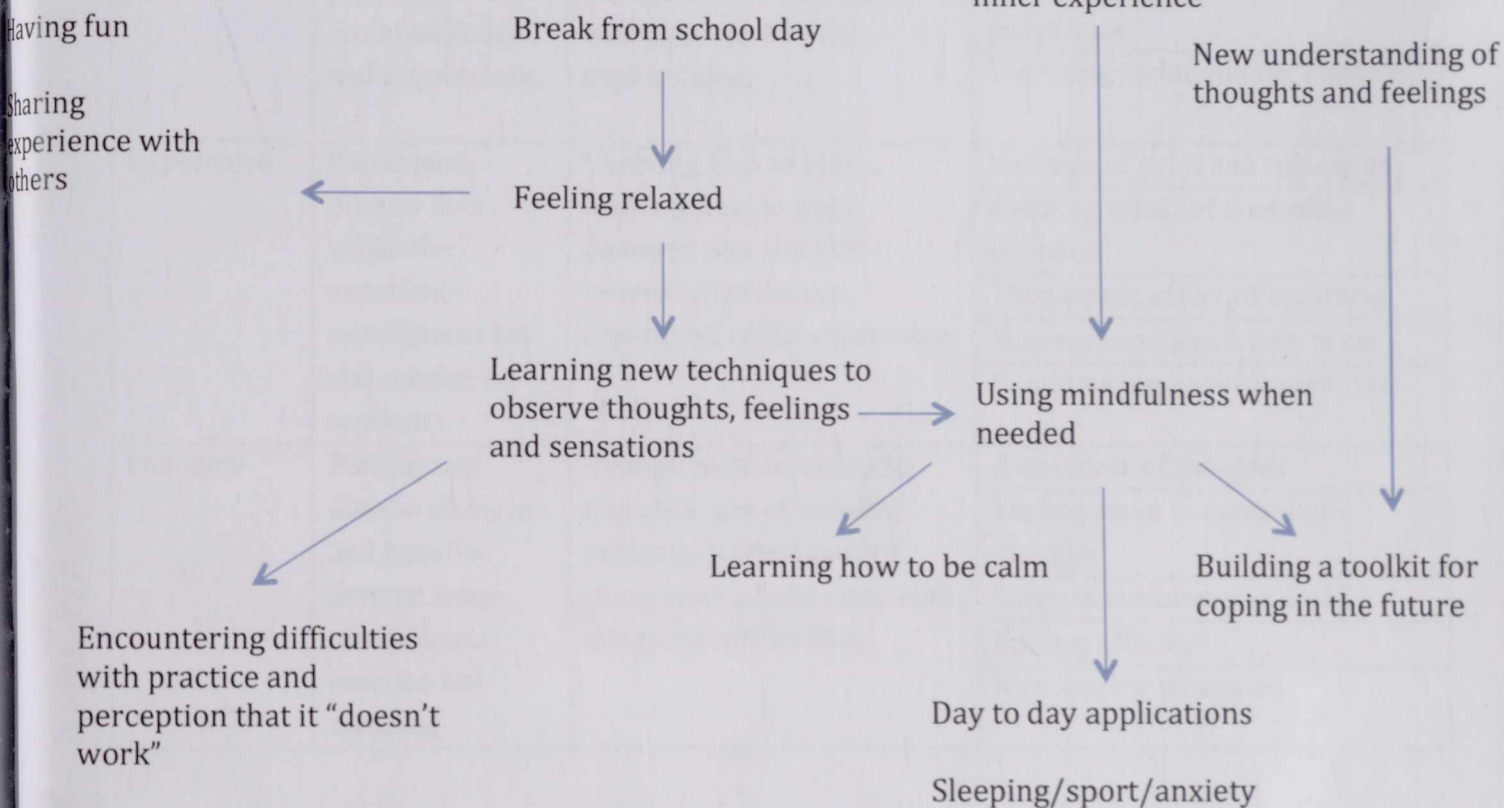 Inner experience
Having fun
Break from school day
New understanding of
thoughts and feelings
Sharing
experience with
others
Feeling relaxed
Learning new techniques to
observe thoughts, feelings
and sensations
Using mindfulness when
needed
Learning how to be calm
Building a toolkit for
coping in the future
Encountering difficulties
with practice and
perception that it “doesn’t
work”
Day to day applications
Sleeping/sport/anxiety